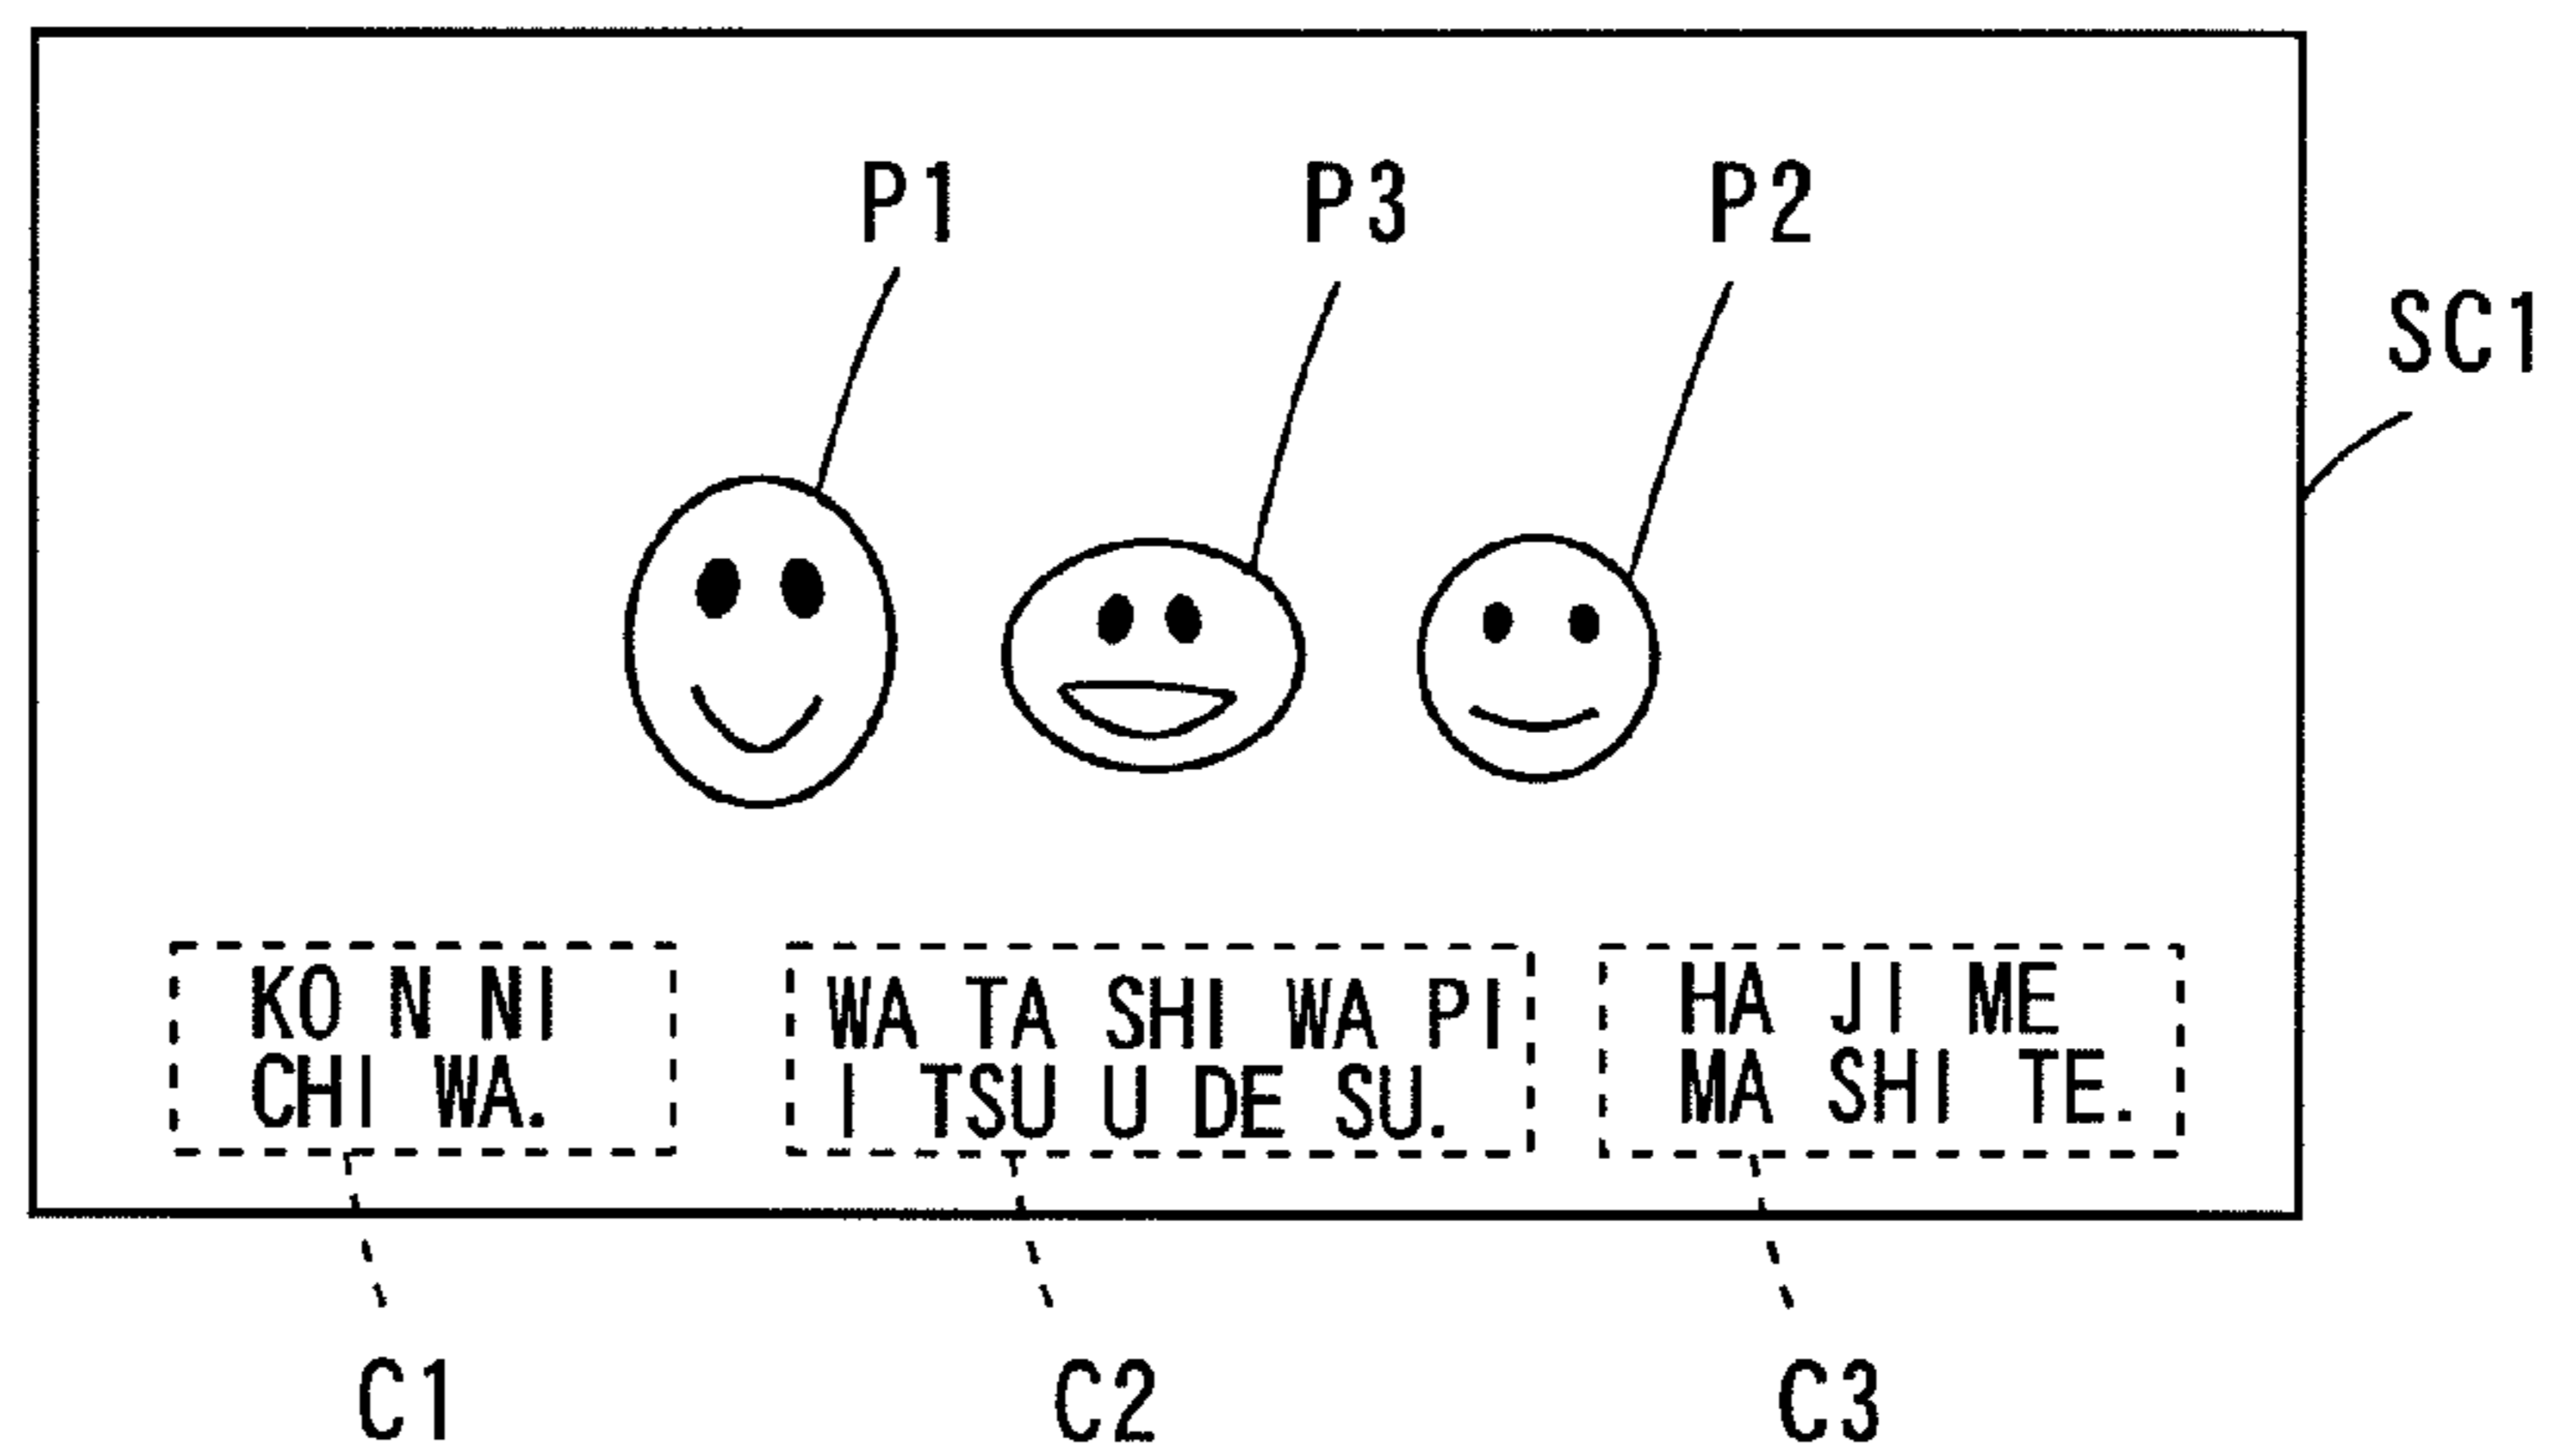 P1 P3 P2
SC1
KO N NI
CHI WA.
WA TA SHI WA PI
I TSU U DE SU.
HA JI ME
MA SHI TE.
C1 C2 C3